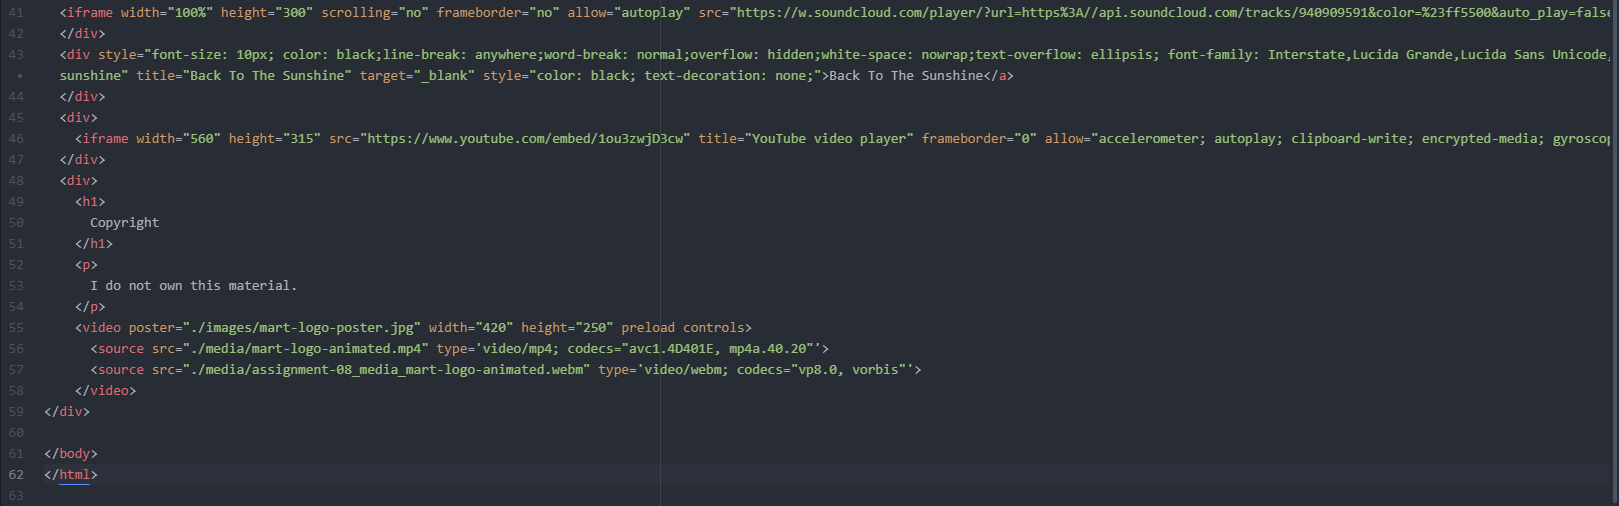 41 <iframe width="100%" height="300" scrolling="no" frameborder="no" allow="autoplay" src="https://w.soundcloud.com/player/?url=https%3A//api.soundcloud.com/tracks/940909591&color=%23ff5500&auto_play=false
42 </div>
43 <div style="font-size: 10px; color: black;line-break: anywhere;word-break: normal;overflow: hidden;white-space: nowrap;text-overflow: ellipsis; font-family: Interstate,Lucida Grande,Lucida Sans Unicode,
• sunshine" title="Back To The Sunshine" target="_blank" style="color: black; text-decoration: none;">Back To The Sunshine</a>
44 </div>
45 <div>
46 <iframe width="560" height="315" src="https://www.youtube.com/embed/1ou3zwjD3cw" title="YouTube video player" frameborder="0" allow="accelerometer; autoplay; clipboard-write; encrypted-media; gyroscop
47 </div>
48 <div>
49 <h1>
50 Copyright
51 </h1>
52 <p>
53 I do not own this material.
54 </p>
55 <video poster="./images/mart-logo-poster.jpg" width="420" height="250" preload controls>
56 <source src="./media/mart-logo-animated.mp4" type='video/mp4; codecs="avc1.4D401E, mp4a.40.20"'>
57 <source src="./media/assignment-08_media_mart-logo-animated.webm" type='video/webm; codecs="vp8.0, vorbis"'>
58 </video>
59 </div>
60
61 </body>
62 </html>
63